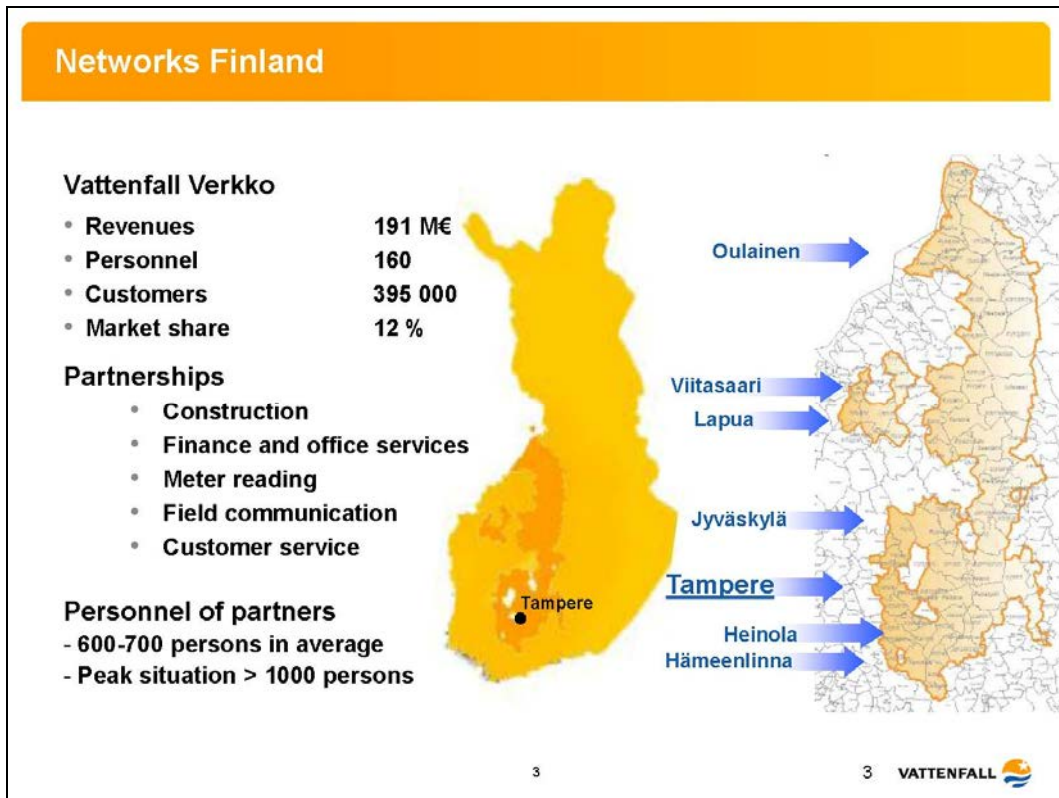 Networks Finland
Vattenfall Verkko
• Revenues 191 M€
• Personnel 160
• Customers 395 000
• Market share 12 %
Partnerships
• Construction
• Finance and office services
• Meter reading
• Field communication
• Customer service
Personnel of partners
- 600-700 persons in average
- Peak situation > 1000 persons
Tampere
Oulainen
Viitasaari
Lapua
Jyväskylä
Tampere
Heinola
Hämeenlinna
3
3 VATTENFALL